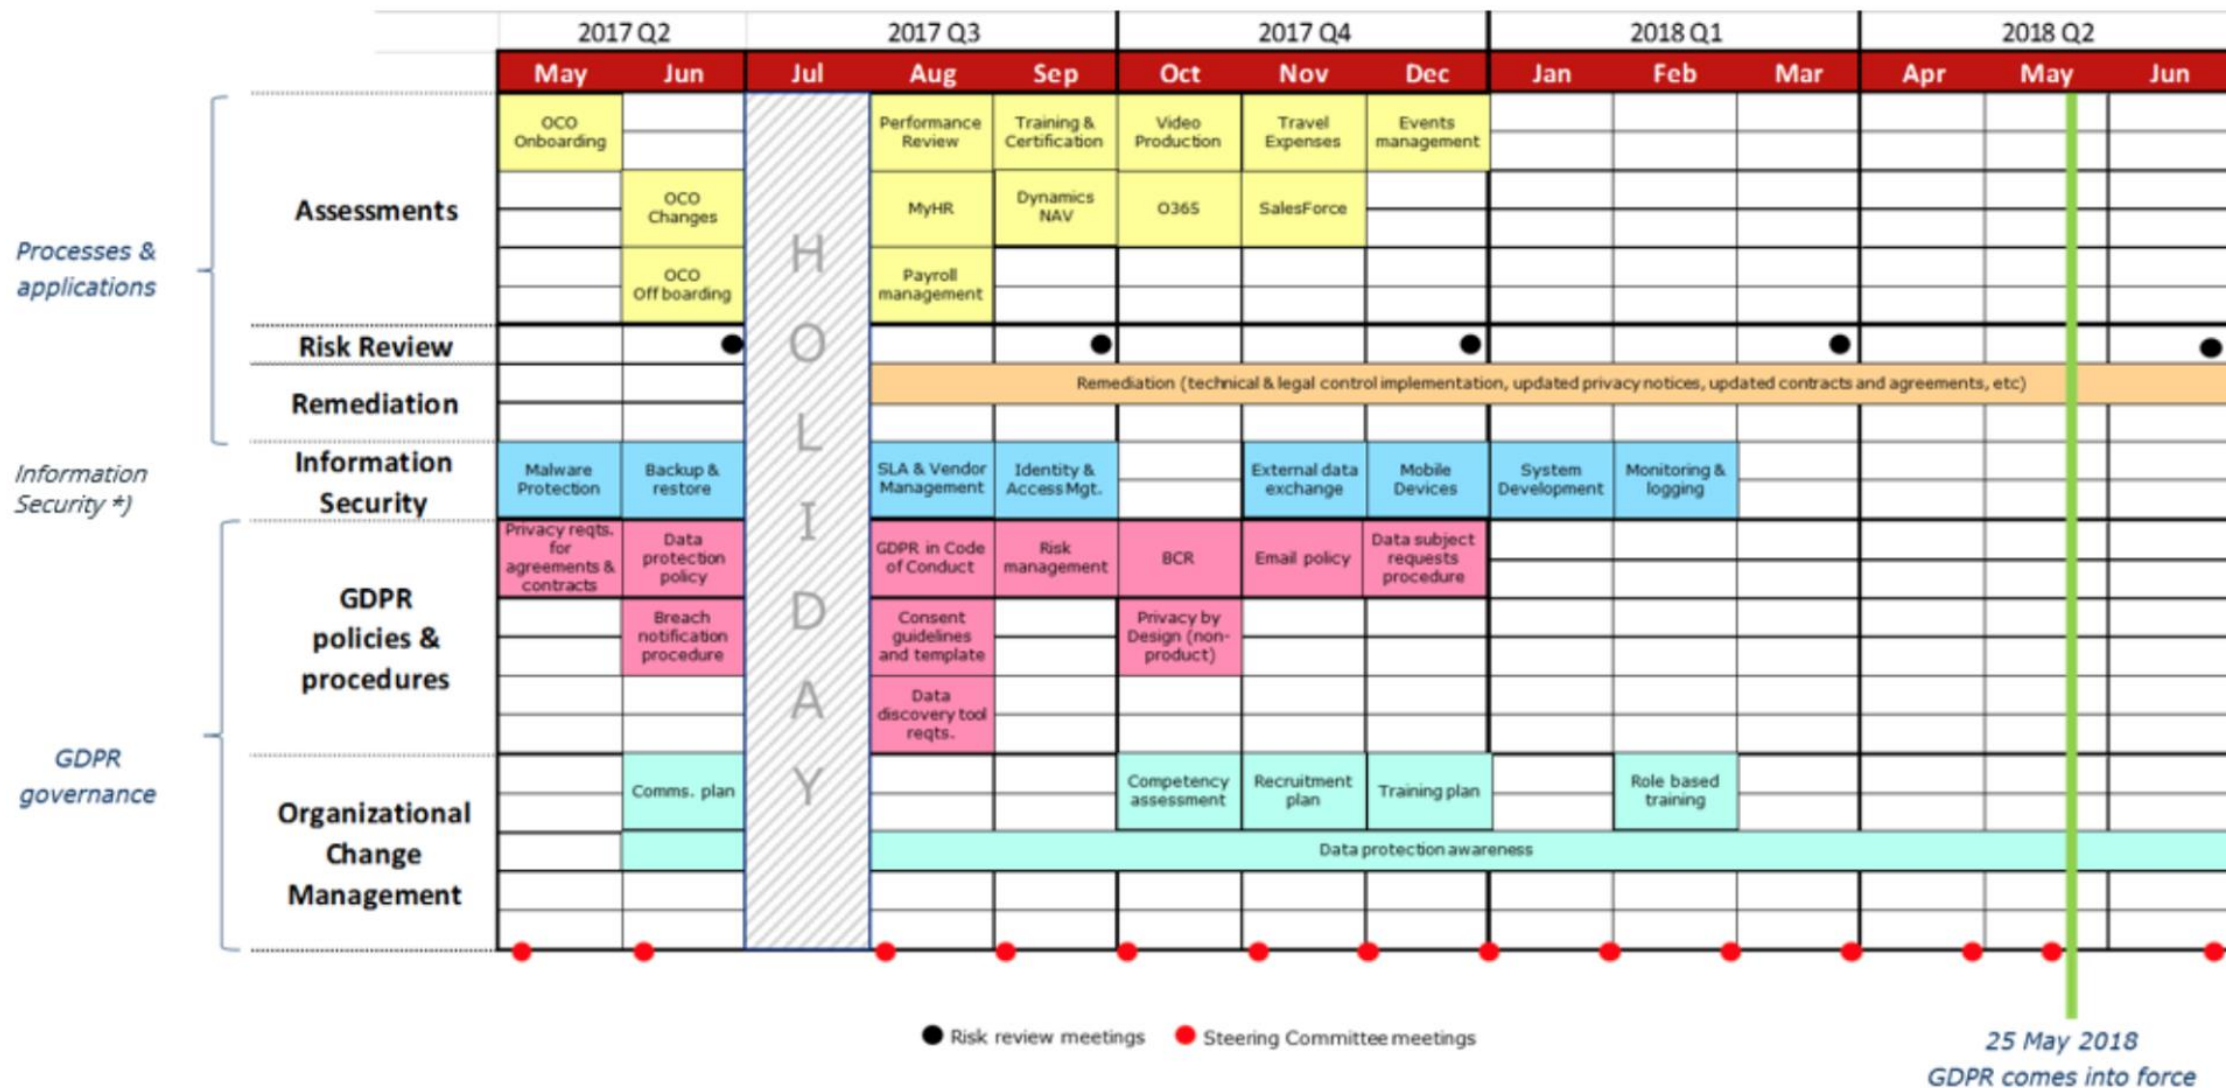 2017 Q2 2017 Q3 2017 Q4 2018 Q1 2018 Q2
May Jun Jul Aug Sep Oct Nov Dec Jan Feb Mar Apr May Jun
Processes &
applications
Assessments
OCO
Onboarding
Performance
Review
Training &
Certification
Video
Production
Travel
Expenses
Events
management
OCO
Changes
MyHR
Dynamics
NAV
O365
SalesForce
OCO
Off boarding
Payroll
management
HOLIDAY
Risk Review
Remediation
Remediation (technical & legal control implementation, updated privacy notices, updated contracts and agreements, etc)
Information
Security *)
Information
Security
Malware
Protection
Backup &
restore
SLA & Vendor
Management
Identity &
Access Mgt.
External data
exchange
Mobile
Devices
System
Development
Monitoring &
logging
GDPR
governance
GDPR
policies &
procedures
Privacy reqts.
for
agreements &
contracts
Data
protection
policy
GDPR in Code
of Conduct
Risk
management
BCR
Email policy
Data subject
requests
procedure
Breach
notification
procedure
Consent
guidelines
and template
Privacy by
Design (non-
product)
Data
discovery tool
reqts.
Organizational
Change
Management
Comms. plan
Competency
assessment
Recruitment
plan
Training plan
Role based
training
Data protection awareness
Risk review meetings
Steering Committee meetings
25 May 2018
GDPR comes into force